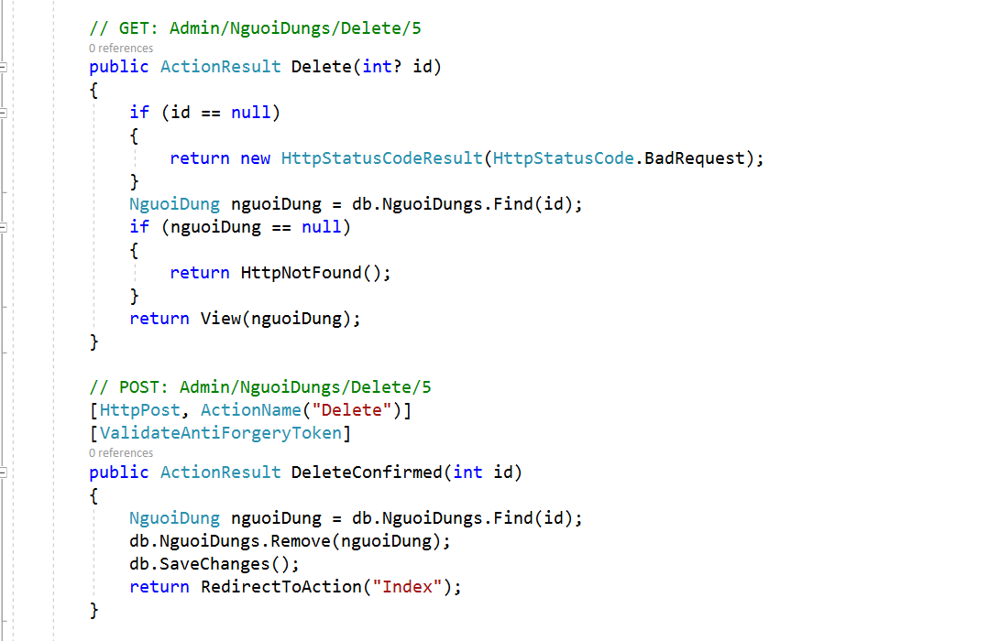 // GET: Admin/NguoiDungs/Delete/5
0 references
public ActionResult Delete(int? id)
{
if (id == null)
{
return new HttpStatusCodeResult(HttpStatusCode.BadRequest);
}
NguoiDung nguoiDung = db.NguoiDungs.Find(id);
if (nguoiDung == null)
{
return HttpNotFound();
}
return View(nguoiDung);
}
// POST: Admin/NguoiDungs/Delete/5
[HttpPost, ActionName("Delete")]
[ValidateAntiForgeryToken]
0 references
public ActionResult DeleteConfirmed(int id)
{
NguoiDung nguoiDung = db.NguoiDungs.Find(id);
db.NguoiDungs.Remove(nguoiDung);
db.SaveChanges();
return RedirectToAction("Index");
}